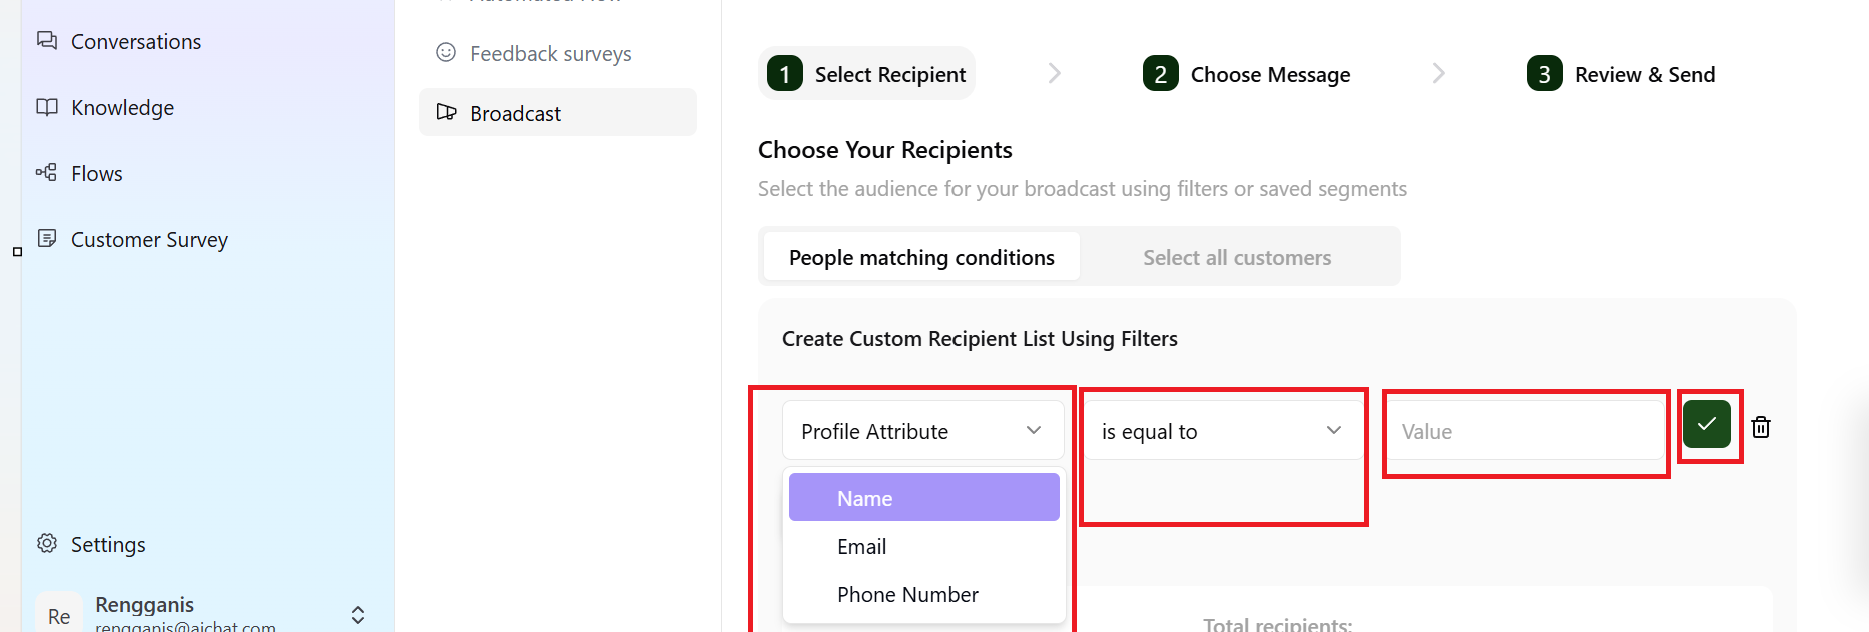 Conversations
Knowledge
Flows
Customer Survey
Settings
Re
Rengganis
rengganis@aichat.com
Feedback surveys
Broadcast
1 Select Recipient
2 Choose Message
3 Review & Send
Choose Your Recipients
Select the audience for your broadcast using filters or saved segments
People matching conditions
Select all customers
Create Custom Recipient List Using Filters
Profile Attribute
is equal to
Value
Name
Email
Phone Number
Total recipients: